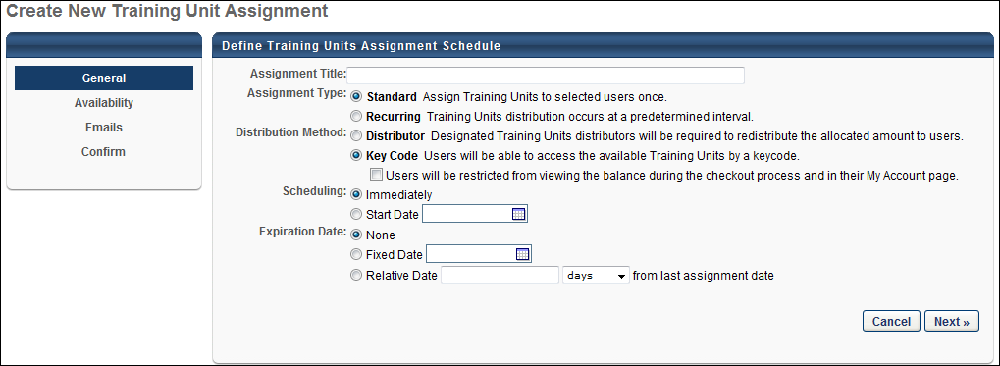 Create New Training Unit Assignment
General
Availability
Emails
Confirm
Define Training Units Assignment Schedule
Assignment Title:
Assignment Type: Standard Assign Training Units to selected users once.
Recurring Training Units distribution occurs at a predetermined interval.
Distribution Method: Distributor Designated Training Units distributors will be required to redistribute the allocated amount to users.
Key Code Users will be able to access the available Training Units by a keycode.
Users will be restricted from viewing the balance during the checkout process and in their My Account page.
Scheduling: Immediately
Start Date
Expiration Date: None
Fixed Date
Relative Date days from last assignment date
Cancel Next »